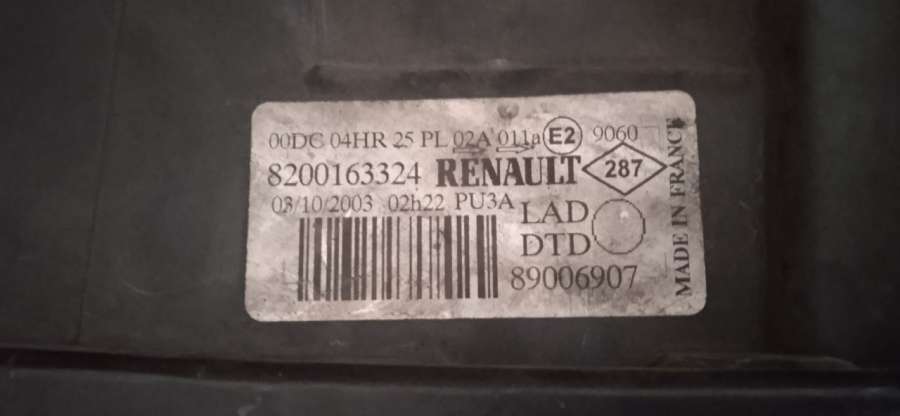 00DC 04HR 25 PL 02A 011a E2 9060
8200163324 RENAULT 287
03/10/2003 02h22 PU3A
LAD
DTD
89006907
MADE IN FRANCE